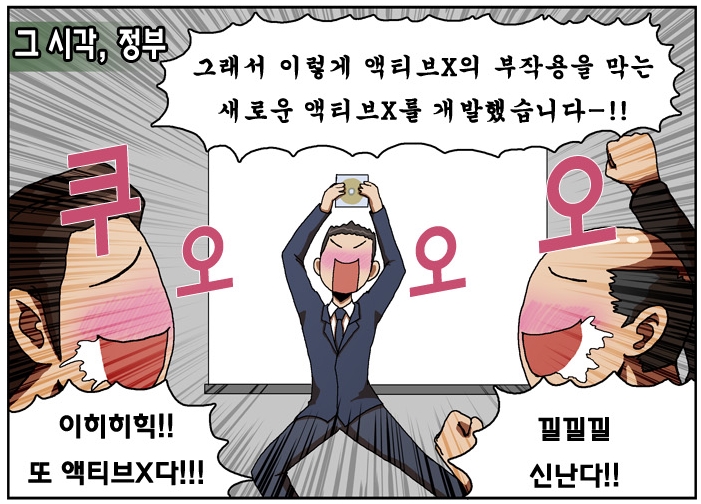 그 시각, 정부
그래서 이렇게 액티브X의 부작용을 막는
새로운 액티브X를 개발했습니다-!!
쿠
오
오
오
이히히힉!!
또 액티브X다!!!
낄낄낄
신난다!!